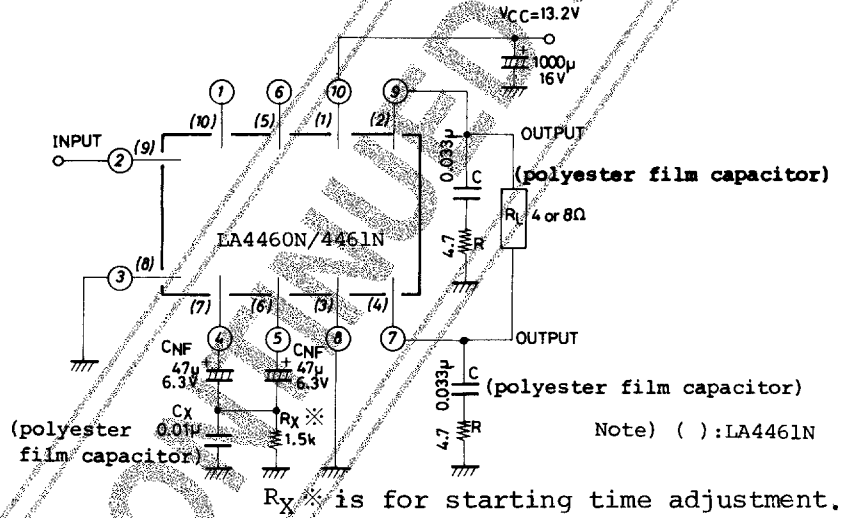 VCC=13.2V
1000µ
16V
+
1
6
10
9
(10)
(5)
(1)
(2)
INPUT
2
(9)
OUTPUT
0.033µ
C
(polyester film capacitor)
RL
4 or 8Ω
4.7
R
LA4460N/4461N
3
(8)
(7)
(6)
(3)
(4)
4
5
8
7
OUTPUT
CNF
47µ
6.3V
+
CNF
47µ
6.3V
+
0.033µ
C
(polyester film capacitor)
4.7
R
CX
0.01µ
(polyester
film capacitor)
RX ※
1.5k
Note) ( ):LA4461N
RX ※ is for starting time adjustment.
DISCONTINUED